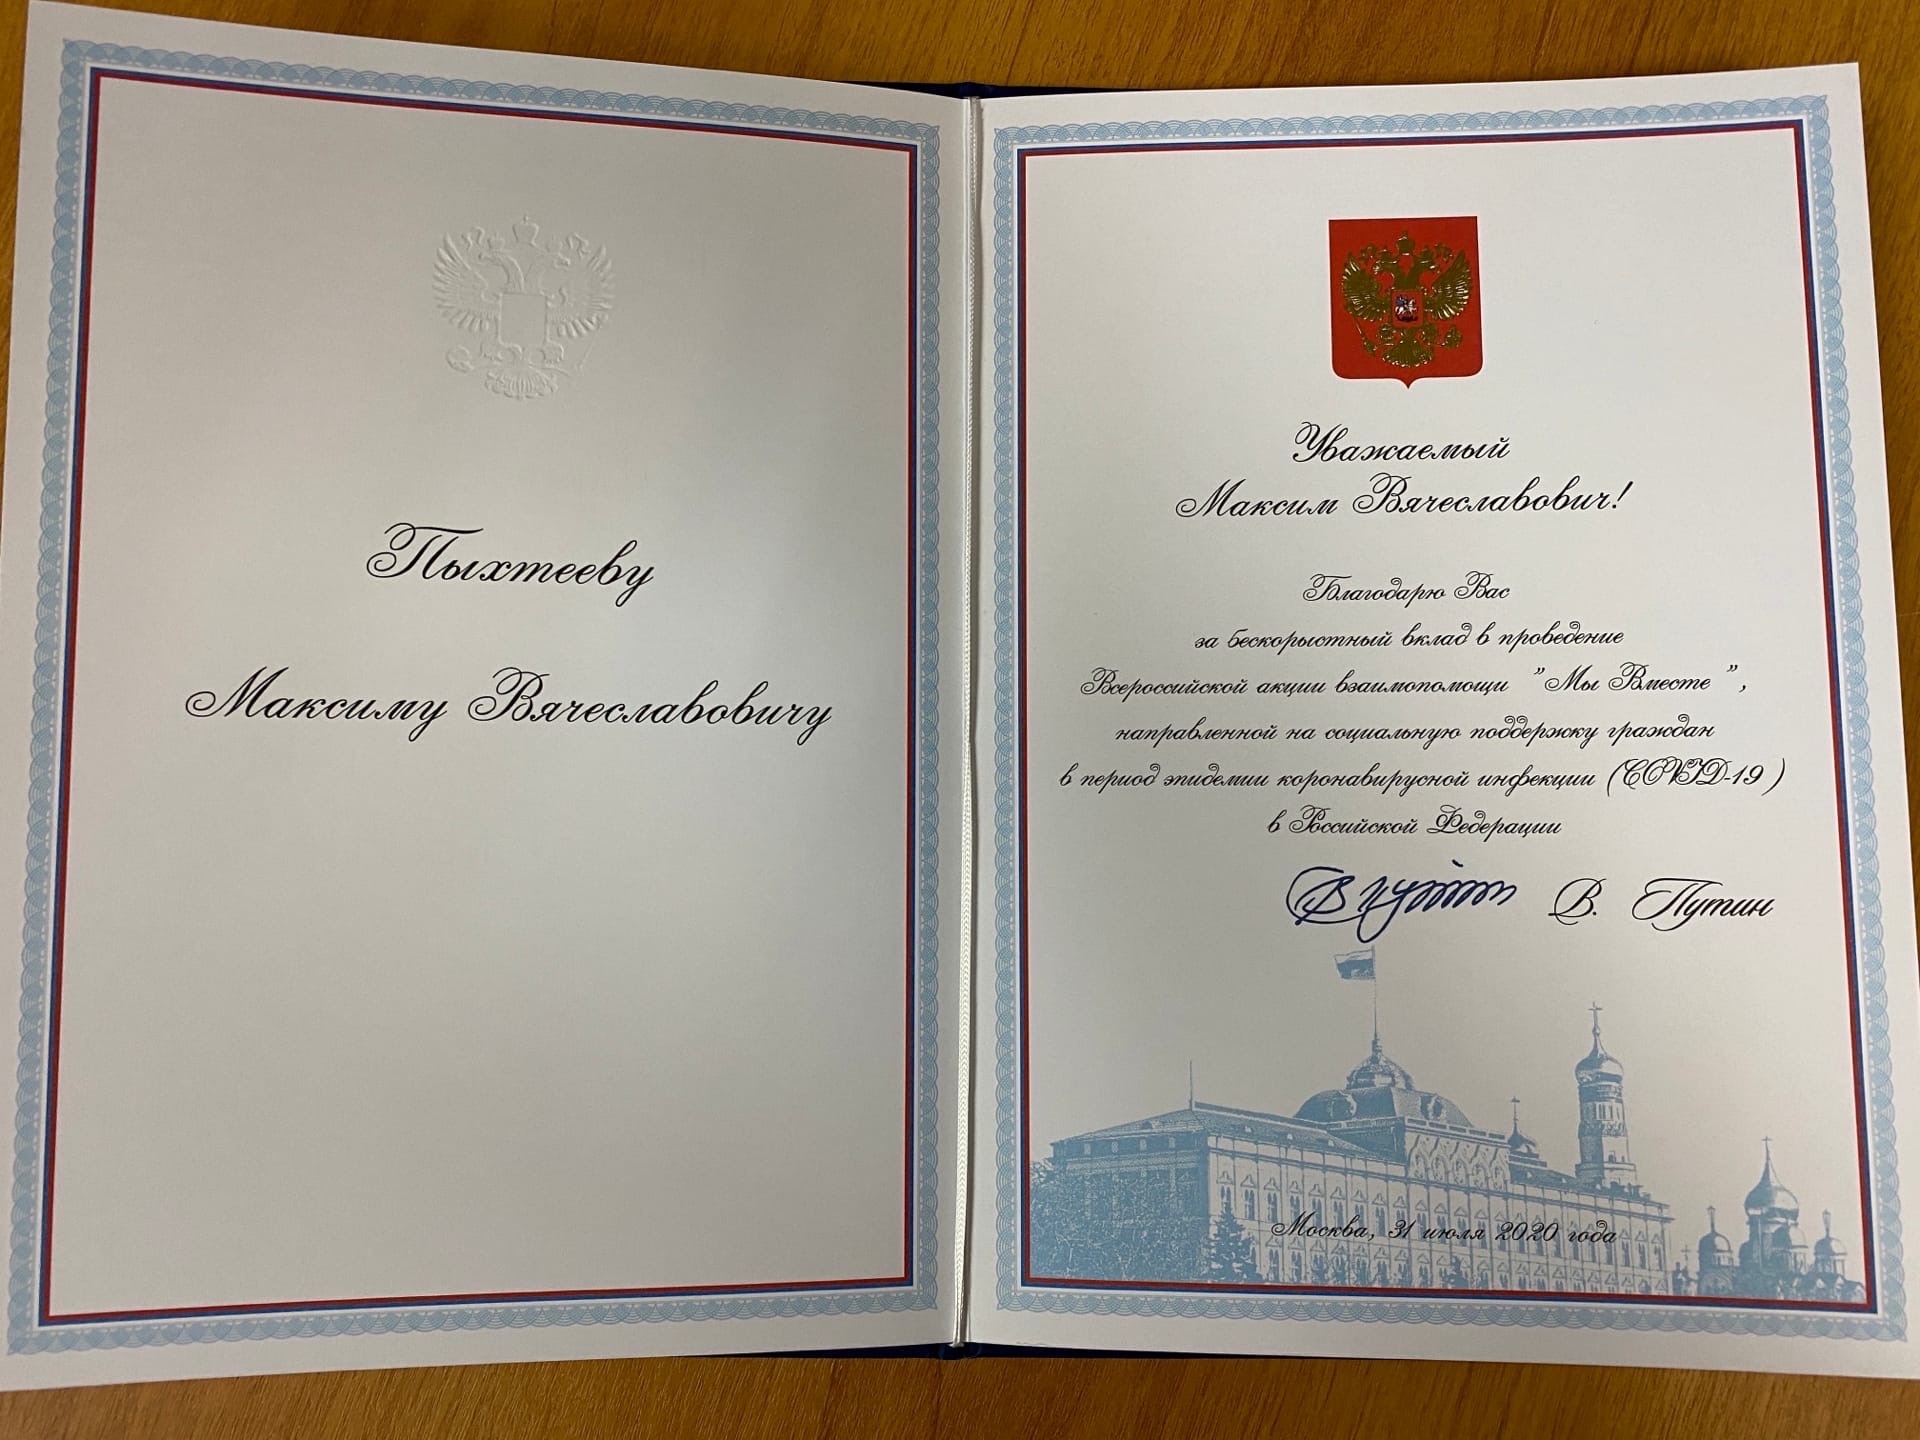 Пыхтееву
Максиму Вячеславовичу
Уважаемый
Максим Вячеславович!
Благодарю Вас
за бескорыстный вклад в проведение
Всероссийской акции взаимопомощи "Мы Вместе",
направленной на социальную поддержку граждан
в период эпидемии коронавирусной инфекции (COVID-19)
в Российской Федерации
В. Путин
Москва, 31 июля 2020 года